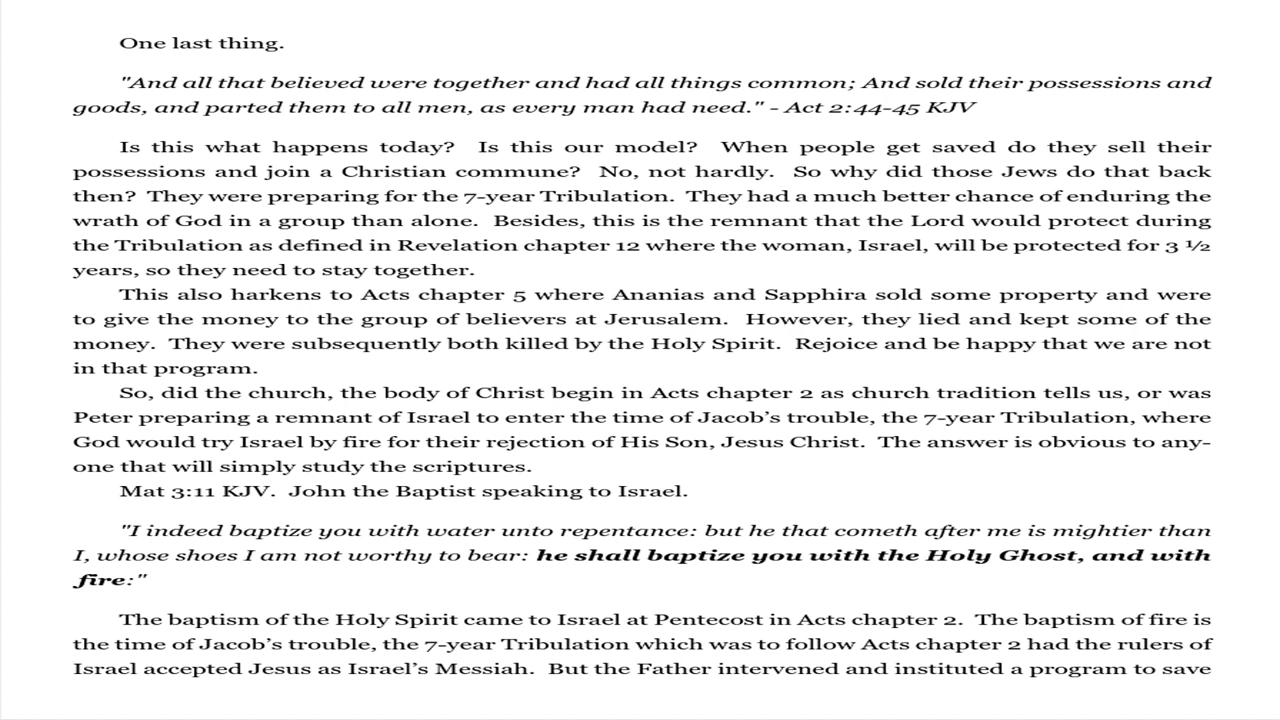 One last thing.
"And all that believed were together and had all things common; And sold their possessions and
goods, and parted them to all men, as every man had need." - Act 2:44-45 KJV
Is this what happens today? Is this our model? When people get saved do they sell their
possessions and join a Christian commune? No, not hardly. So why did those Jews do that back
then? They were preparing for the 7-year Tribulation. They had a much better chance of enduring the
wrath of God in a group than alone. Besides, this is the remnant that the Lord would protect during
the Tribulation as defined in Revelation chapter 12 where the woman, Israel, will be protected for 3 ½
years, so they need to stay together.
This also harkens to Acts chapter 5 where Ananias and Sapphira sold some property and were
to give the money to the group of believers at Jerusalem. However, they lied and kept some of the
money. They were subsequently both killed by the Holy Spirit. Rejoice and be happy that we are not
in that program.
So, did the church, the body of Christ begin in Acts chapter 2 as church tradition tells us, or was
Peter preparing a remnant of Israel to enter the time of Jacob's trouble, the 7-year Tribulation, where
God would try Israel by fire for their rejection of His Son, Jesus Christ. The answer is obvious to any-
one that will simply study the scriptures.
Mat 3:11 KJV. John the Baptist speaking to Israel.
"I indeed baptize you with water unto repentance: but he that cometh after me is mightier than
I, whose shoes I am not worthy to bear: he shall baptize you with the Holy Ghost, and with
fire:"
The baptism of the Holy Spirit came to Israel at Pentecost in Acts chapter 2. The baptism of fire is
the time of Jacob's trouble, the 7-year Tribulation which was to follow Acts chapter 2 had the rulers of
Israel accepted Jesus as Israel's Messiah. But the Father intervened and instituted a program to save